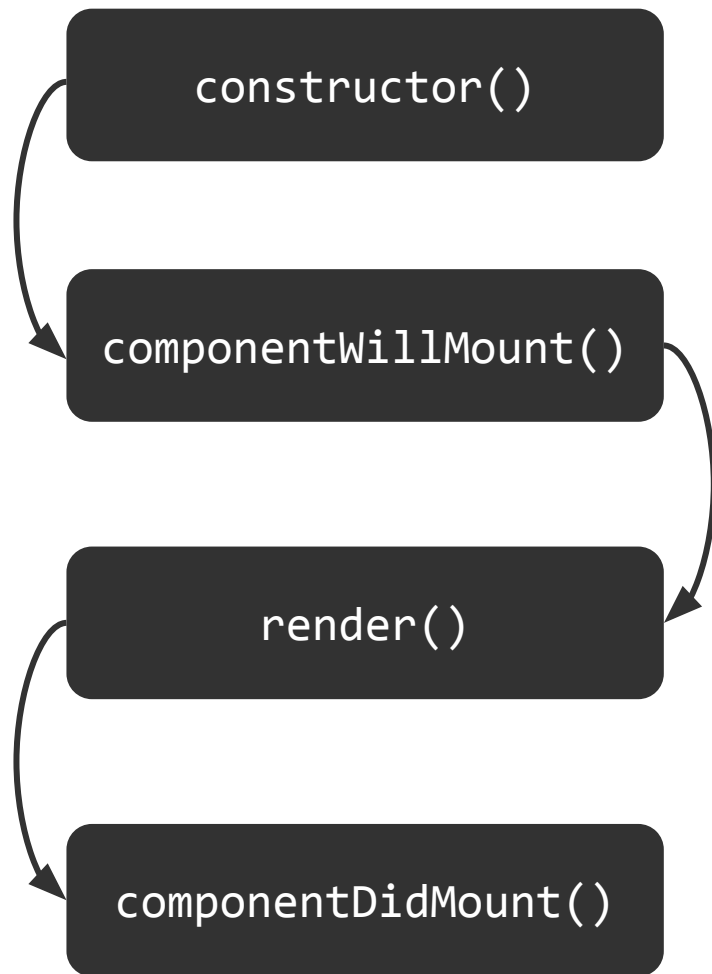 constructor()
componentWillMount()
render()
componentDidMount()